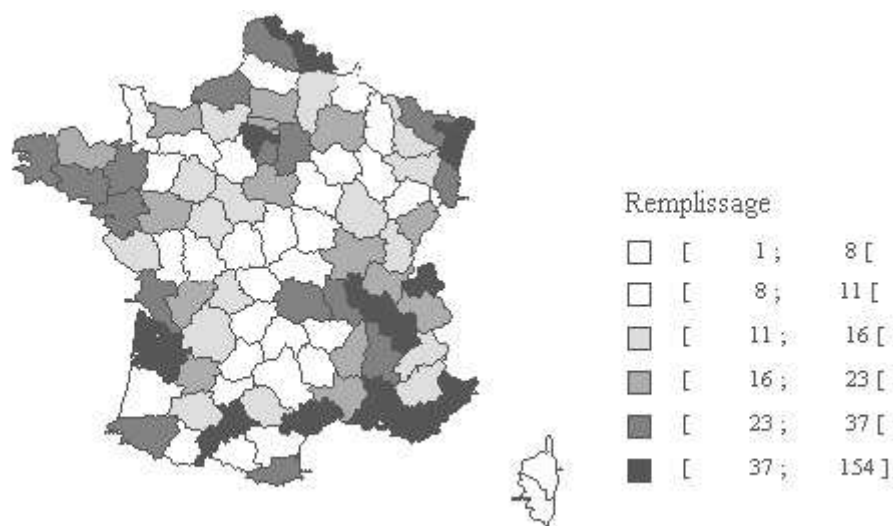 Remplissage
[ 1 ; 8 [
[ 8 ; 11 [
[ 11 ; 16 [
[ 16 ; 23 [
[ 23 ; 37 [
[ 37 ; 154 ]